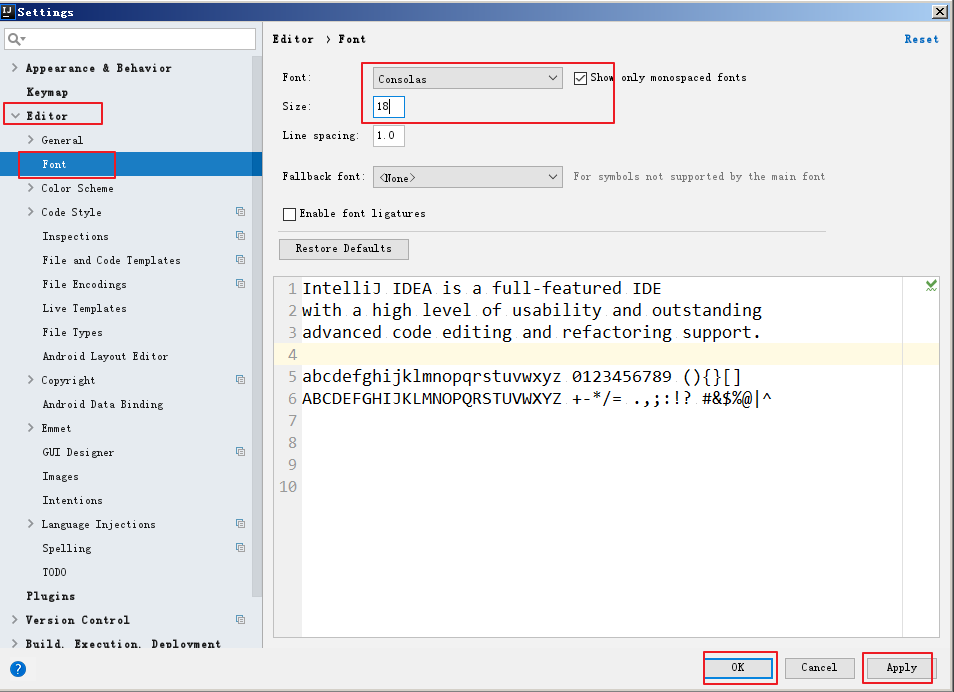 IJ Settings
Editor > Font
Reset
Appearance & Behavior
Keymap
Editor
General
Font
Color Scheme
Code Style
Inspections
File and Code Templates
File Encodings
Live Templates
File Types
Android Layout Editor
Copyright
Android Data Binding
Emmet
GUI Designer
Images
Intentions
Language Injections
Spelling
TODO
Plugins
Version Control
Build, Execution, Deployment
?
Font: Consolas Show only monospaced fonts
Size: 18
Line spacing: 1.0
Fallback font: <None> For symbols not supported by the main font
Enable font ligatures
Restore Defaults
1 IntelliJ IDEA is a full-featured IDE
2 with a high level of usability and outstanding
3 advanced code editing and refactoring support.
4
5 abcdefghijklmnopqrstuvwxyz 0123456789 (){}[]
6 ABCDEFGHIJKLMNOPQRSTUVWXYZ +-*/= .,;:!? #&$%@|^
7
8
9
10
OK Cancel Apply